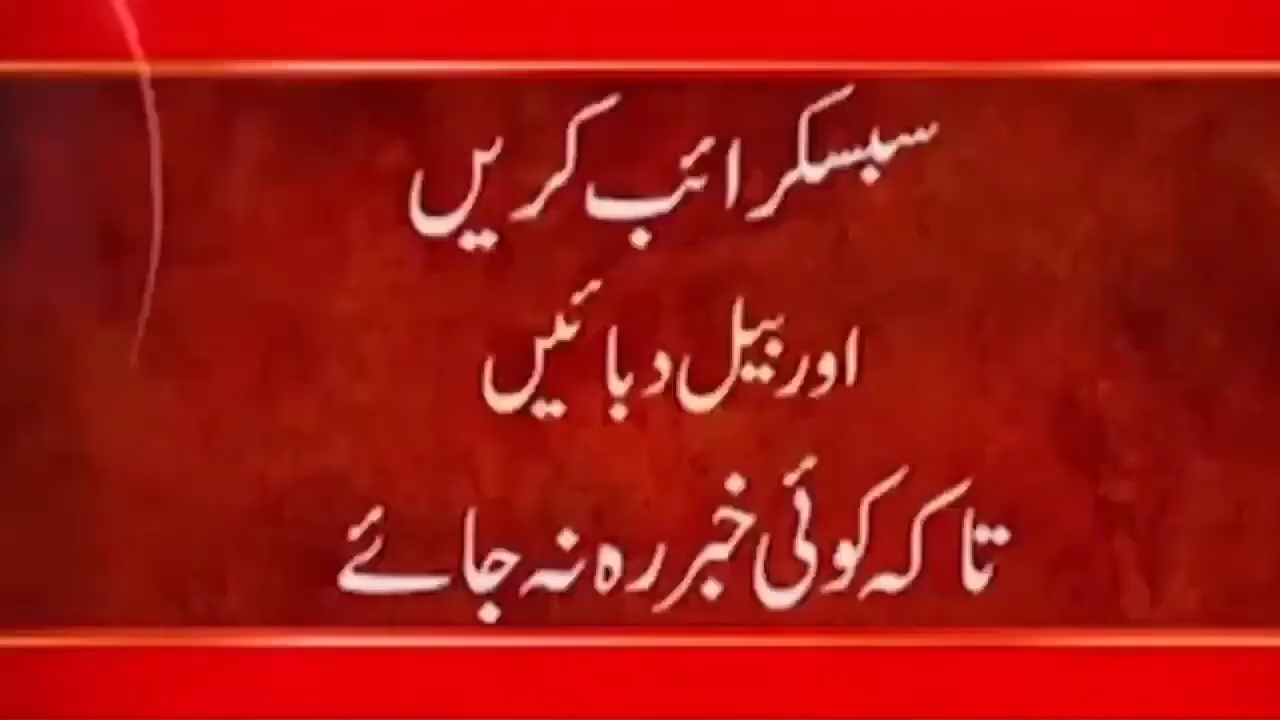 سبسکرائب کریں
اور بیل دبائیں
تاکہ کوئی خبر رہ نہ جائے